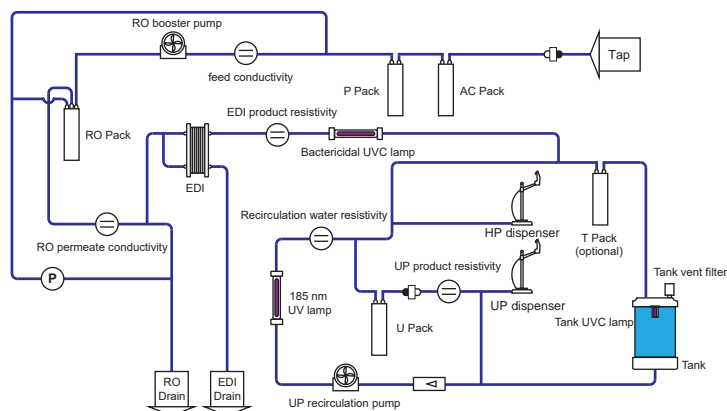 RO booster pump
Tap
feed conductivity
P Pack
AC Pack
EDI product resistivity
RO Pack
Bactericidal UVC lamp
EDI
Recirculation water resistivity
HP dispenser
T Pack
(optional)
RO permeate conductivity
UP product resistivity
P
Tank vent filter
185 nm
UV lamp
UP dispenser
Tank UVC lamp
U Pack
Tank
RO
Drain
EDI
Drain
UP recirculation pump